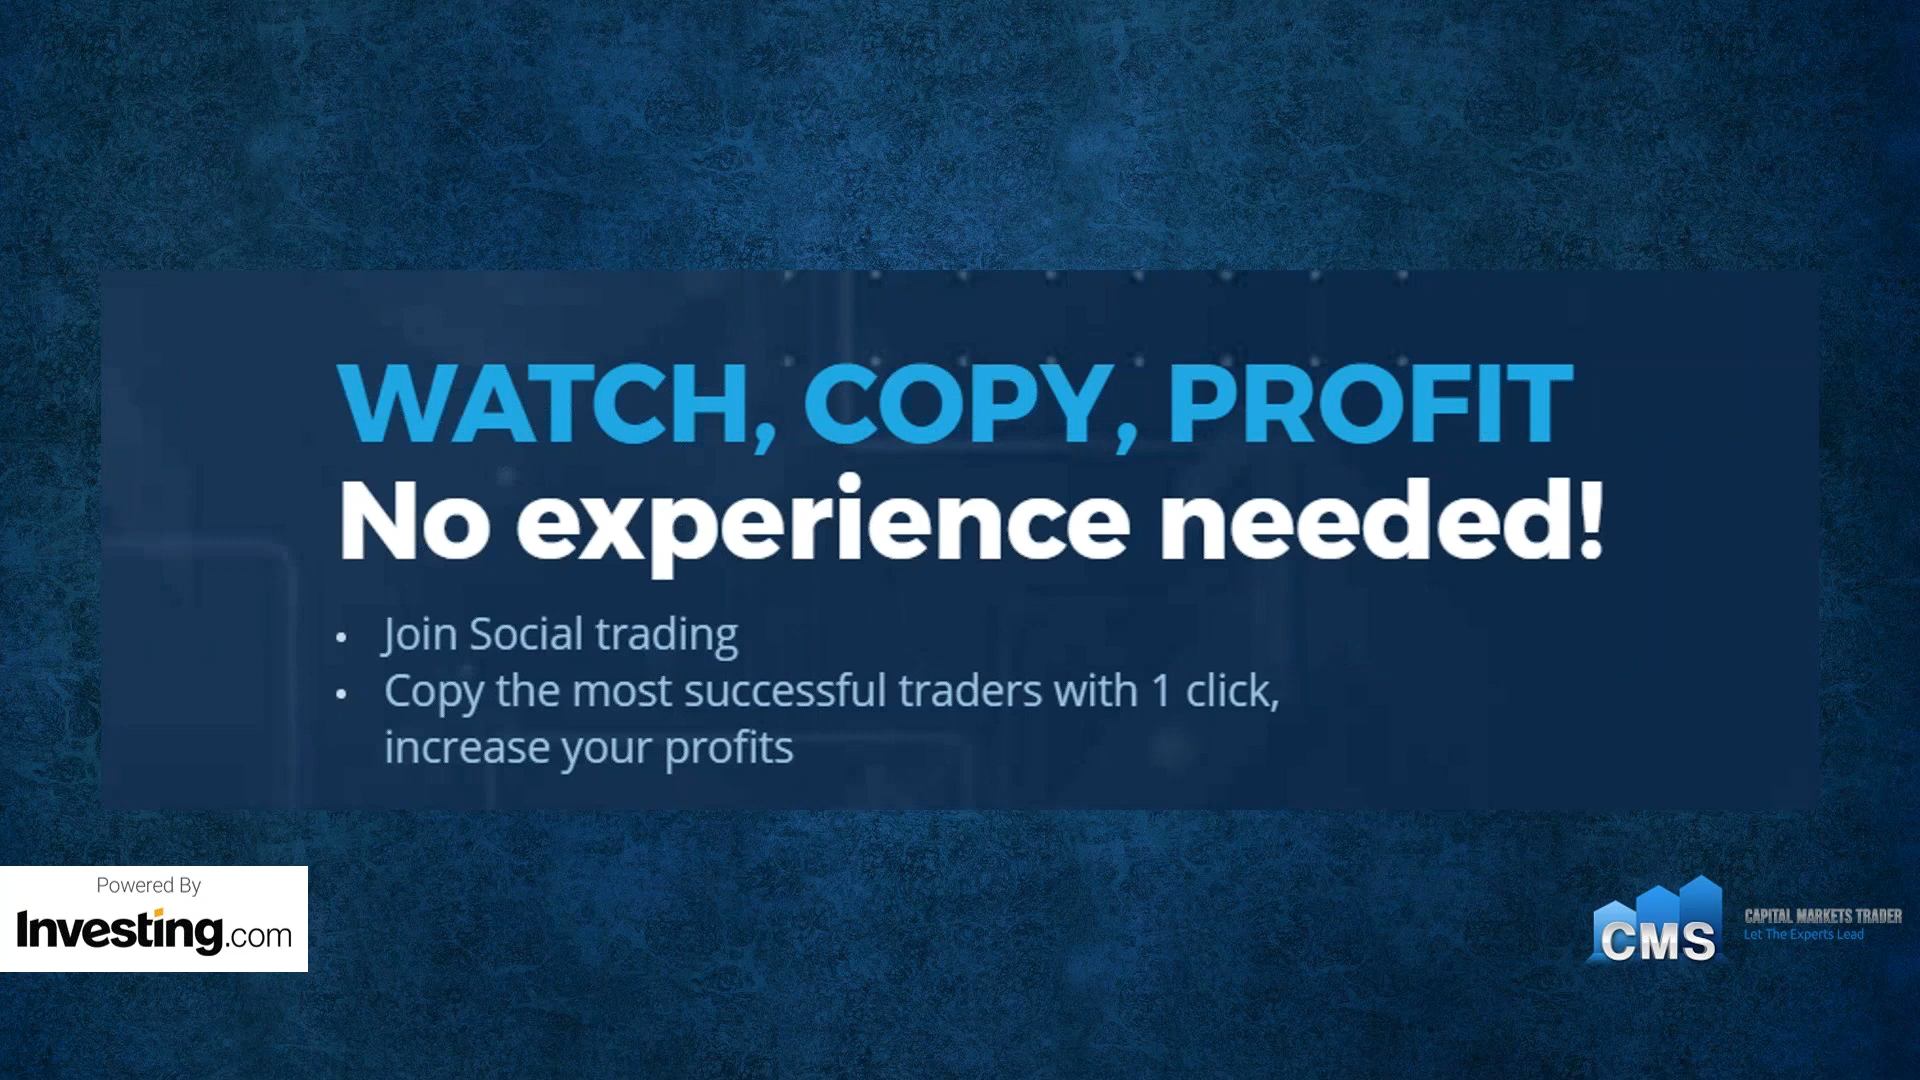 WATCH, COPY, PROFIT
No experience needed!
• Join Social trading
• Copy the most successful traders with 1 click,
increase your profits
Powered By
Investing.com
CMS
CAPITAL MARKETS TRADER
Let The Experts Lead